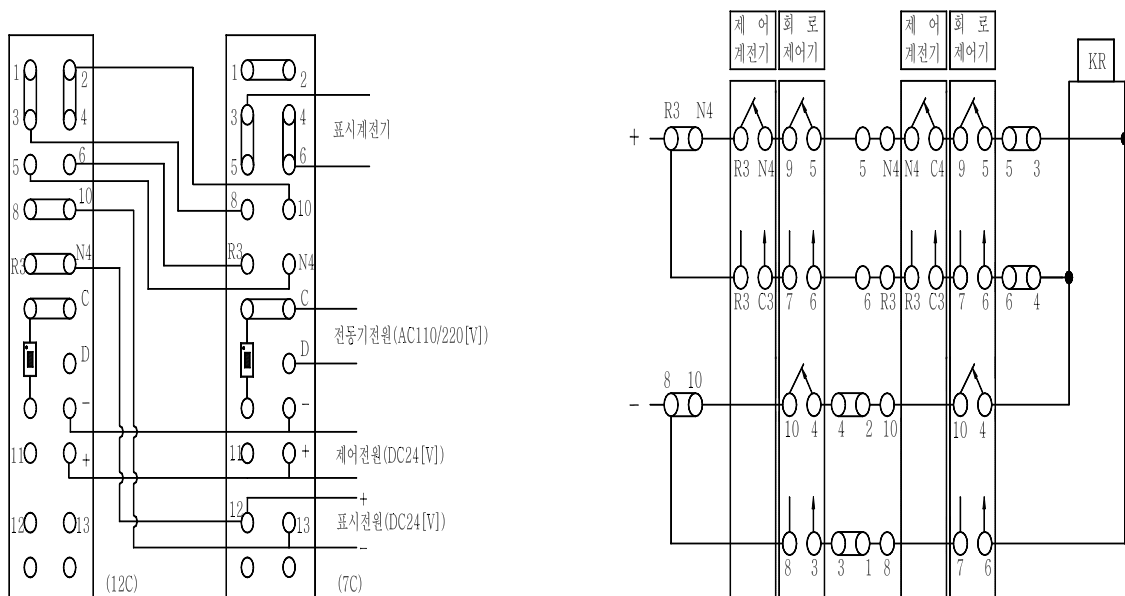 1
2
3
4
5
6
8
10
R3
N4
C
D
-
11
+
12
13
(12C)
1
2
3
4
5
6
8
10
R3
N4
C
D
-
11
+
12
13
(7C)
표시계전기
전동기전원(AC110/220[V])
제어전원(DC24[V])
+
표시전원(DC24[V])
-
제 어
계전기
회 로
제어기
제 어
계전기
회 로
제어기
KR
R3 N4
+
R3 N4 9 5 5 N4 N4 C4 9 5 5 3
R3 C3 7 6 6 R3 R3 C3 7 6 6 4
8 10
-
10 4 4 2 10 10 4
8 3 3 1 8 7 6